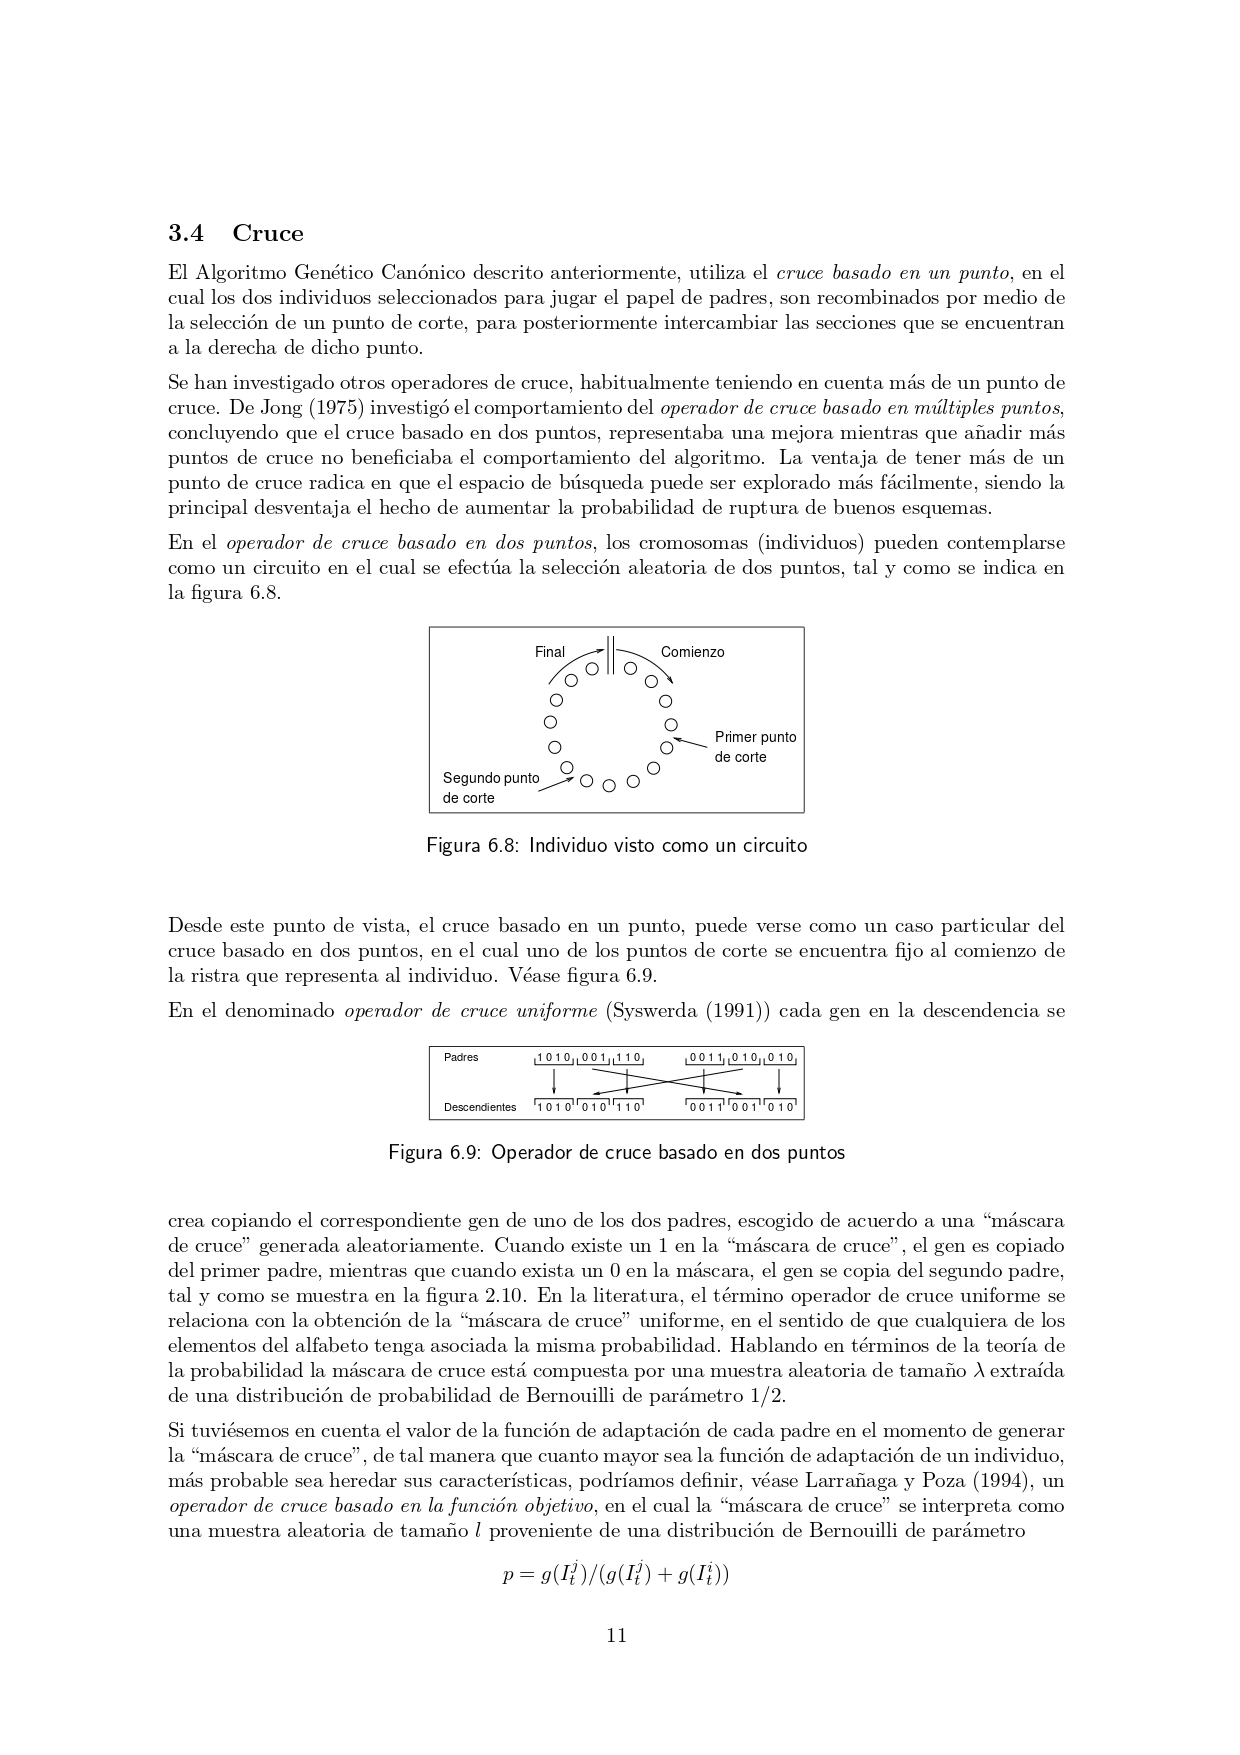 3.4 Cruce
El Algoritmo Genético Canónico descrito anteriormente, utiliza el cruce basado en un punto, en el
cual los dos individuos seleccionados para jugar el papel de padres, son recombinados por medio de
la selección de un punto de corte, para posteriormente intercambiar las secciones que se encuentran
a la derecha de dicho punto.
Se han investigado otros operadores de cruce, habitualmente teniendo en cuenta más de un punto de
cruce. De Jong (1975) investigó el comportamiento del operador de cruce basado en múltiples puntos,
concluyendo que el cruce basado en dos puntos, representaba una mejora mientras que añadir más
puntos de cruce no beneficiaba el comportamiento del algoritmo. La ventaja de tener más de un
punto de cruce radica en que el espacio de búsqueda puede ser explorado más fácilmente, siendo la
principal desventaja el hecho de aumentar la probabilidad de ruptura de buenos esquemas.
En el operador de cruce basado en dos puntos, los cromosomas (individuos) pueden contemplarse
como un circuito en el cual se efectúa la selección aleatoria de dos puntos, tal y como se indica en
la figura 6.8.
Final Comienzo
Primer punto
de corte
Segundo punto
de corte
Figura 6.8: Individuo visto como un circuito
Desde este punto de vista, el cruce basado en un punto, puede verse como un caso particular del
cruce basado en dos puntos, en el cual uno de los puntos de corte se encuentra fijo al comienzo de
la ristra que representa al individuo. Véase figura 6.9.
En el denominado operador de cruce uniforme (Syswerda (1991)) cada gen en la descendencia se
Padres 1 0 1 0 0 0 1 1 1 0 0 0 1 1 0 1 0 0 1 0
Descendientes 1 0 1 0 0 1 0 1 1 0 0 0 1 1 0 0 1 0 1 0
Figura 6.9: Operador de cruce basado en dos puntos
crea copiando el correspondiente gen de uno de los dos padres, escogido de acuerdo a una “máscara
de cruce” generada aleatoriamente. Cuando existe un 1 en la “máscara de cruce”, el gen es copiado
del primer padre, mientras que cuando exista un 0 en la máscara, el gen se copia del segundo padre,
tal y como se muestra en la figura 2.10. En la literatura, el término operador de cruce uniforme se
relaciona con la obtención de la “máscara de cruce” uniforme, en el sentido de que cualquiera de los
elementos del alfabeto tenga asociada la misma probabilidad. Hablando en términos de la teoría de
la probabilidad la máscara de cruce está compuesta por una muestra aleatoria de tamaño λ extraída
de una distribución de probabilidad de Bernouilli de parámetro 1/2.
Si tuviésemos en cuenta el valor de la función de adaptación de cada padre en el momento de generar
la “máscara de cruce”, de tal manera que cuanto mayor sea la función de adaptación de un individuo,
más probable sea heredar sus características, podríamos definir, véase Larrañaga y Poza (1994), un
operador de cruce basado en la función objetivo, en el cual la “máscara de cruce” se interpreta como
una muestra aleatoria de tamaño l proveniente de una distribución de Bernouilli de parámetro
p = g(I_t^j)/(g(I_t^j) + g(I_t^i))
11